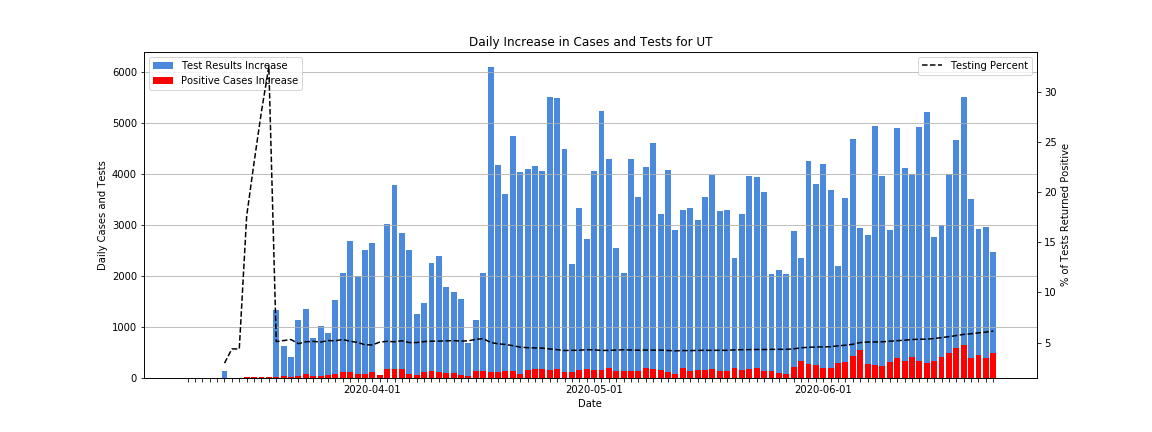 Daily Increase in Cases and Tests for UT
Test Results Increase
Positive Cases Increase
Testing Percent
6000
5000
4000
3000
2000
1000
0
Daily Cases and Tests
30
25
20
15
10
5
% of Tests Returned Positive
2020-04-01
2020-05-01
2020-06-01
Date